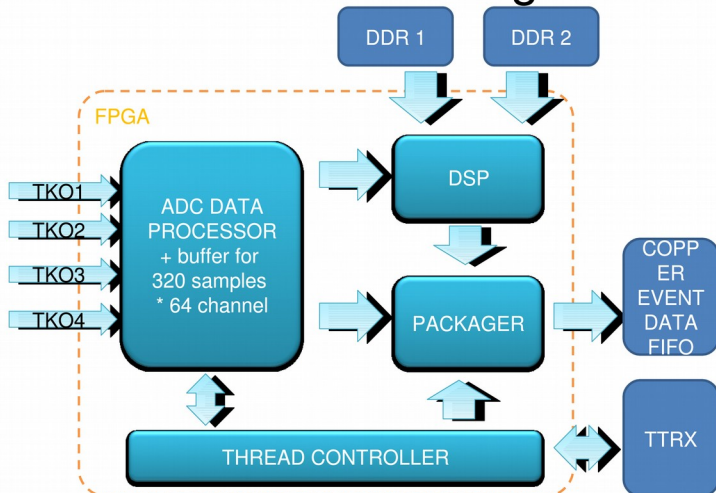 DDR 1
DDR 2
FPGA
TKO1
TKO2
TKO3
TKO4
ADC DATA
PROCESSOR
+ buffer for
320 samples
* 64 channel
DSP
PACKAGER
COPP
ER
EVENT
DATA
FIFO
THREAD CONTROLLER
TTRX